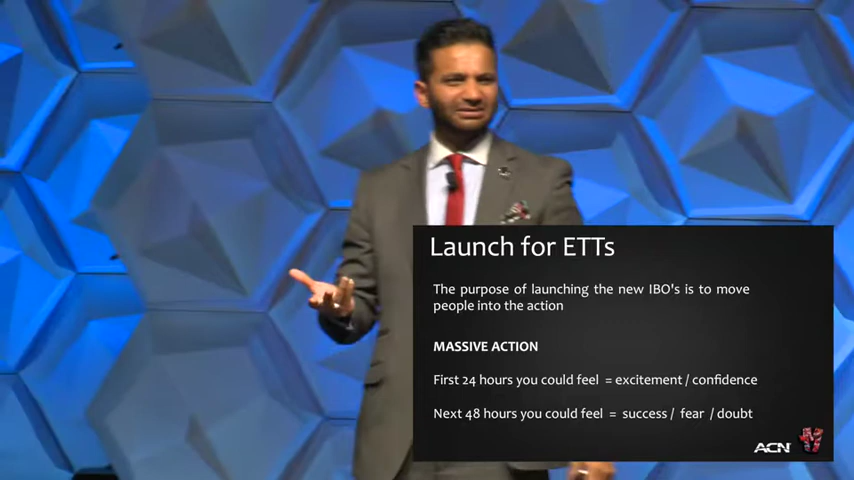 Launch for ETTs
The purpose of launching the new IBO's is to move
people into the action
MASSIVE ACTION
First 24 hours you could feel = excitement / confidence
Next 48 hours you could feel = success / fear / doubt
ACN